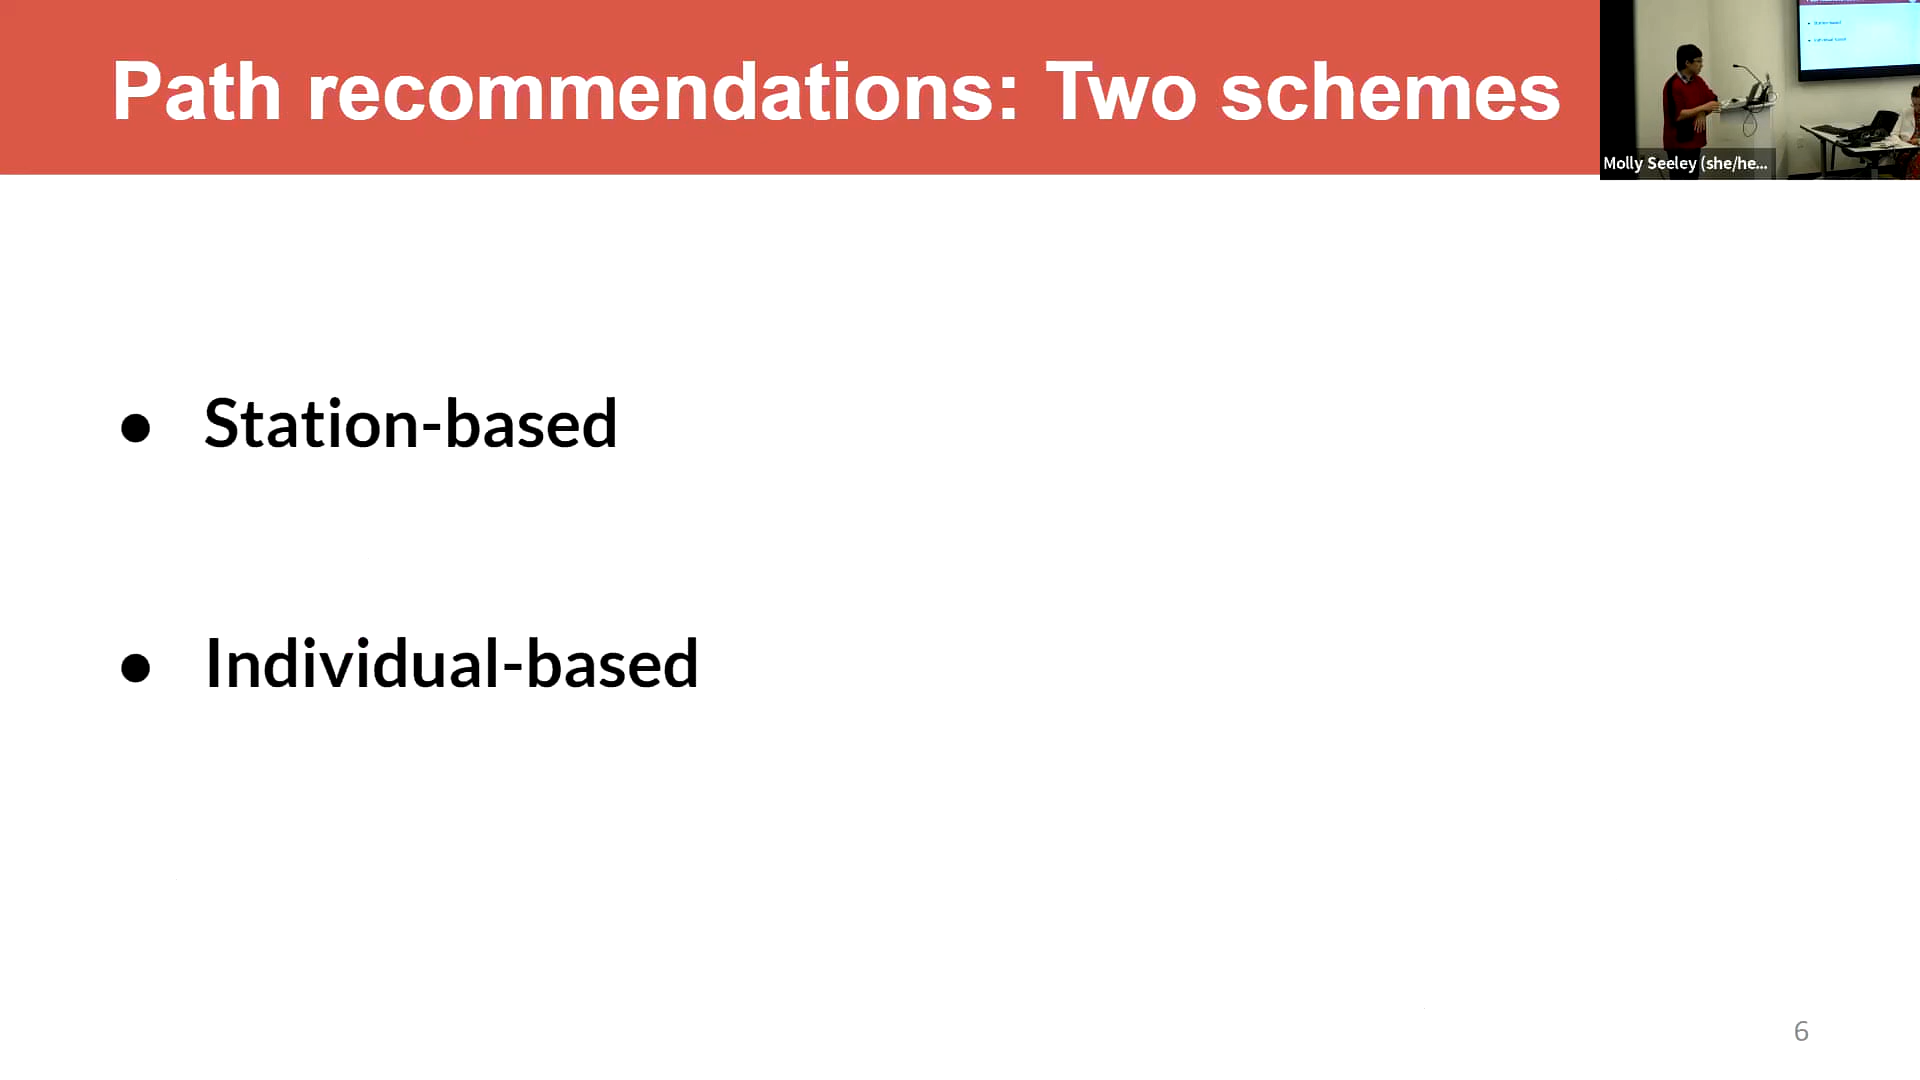 Path recommendations: Two schemes
Molly Seeley (she/he...
● Station-based
● Individual-based
6